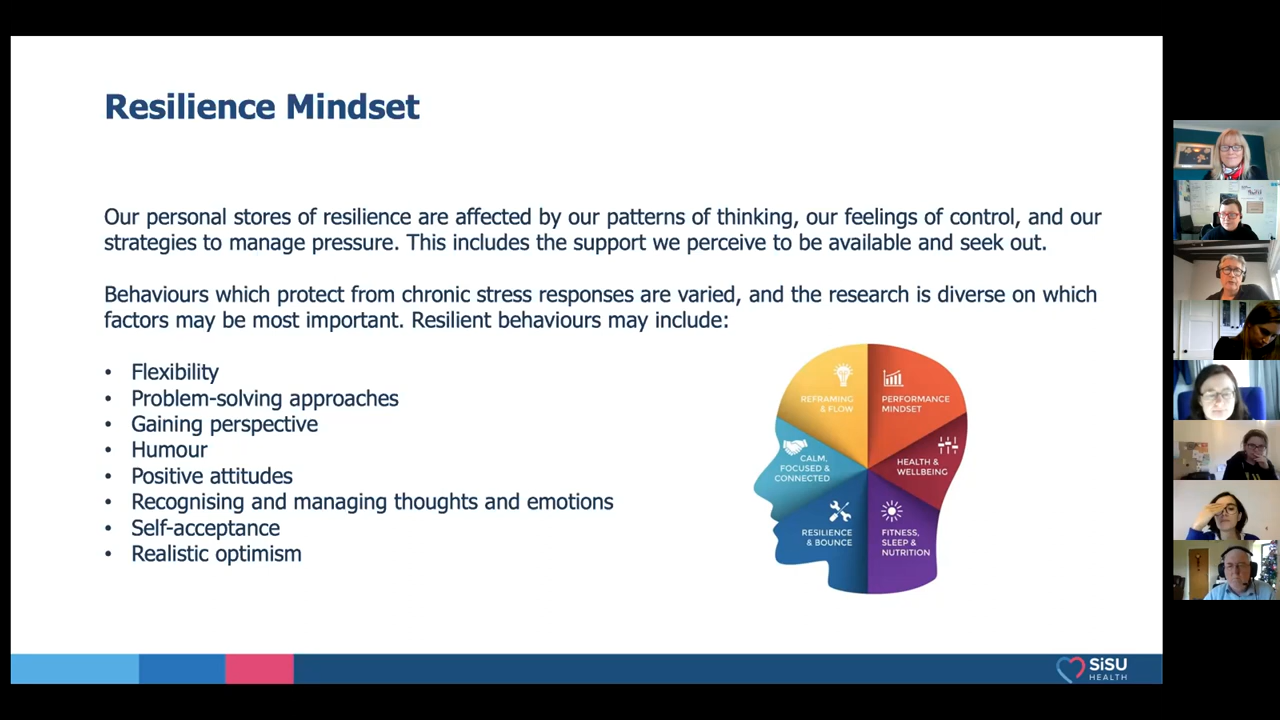 Resilience Mindset
Our personal stores of resilience are affected by our patterns of thinking, our feelings of control, and our
strategies to manage pressure. This includes the support we perceive to be available and seek out.
Behaviours which protect from chronic stress responses are varied, and the research is diverse on which
factors may be most important. Resilient behaviours may include:
• Flexibility
• Problem-solving approaches
• Gaining perspective
• Humour
• Positive attitudes
• Recognising and managing thoughts and emotions
• Self-acceptance
• Realistic optimism
REFRAMING
& FLOW
PERFORMANCE
MINDSET
CALM,
FOCUSED &
CONNECTED
HEALTH &
WELLBEING
RESILIENCE
& BOUNCE
FITNESS,
SLEEP &
NUTRITION
SiSU
HEALTH